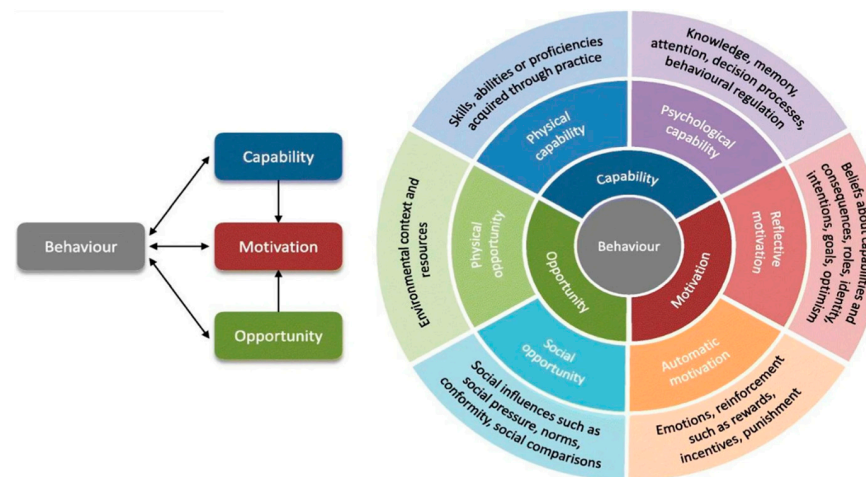 Capability
Behaviour
Motivation
Opportunity
Skills, abilities or proficiencies
acquired through practice
Knowledge, memory,
attention, decision processes,
behavioural regulation
Physical
capability
Psychological
capability
Capability
Environmental context and
resources
Physical
opportunity
Opportunity
Behaviour
Motivation
Reflective
motivation
Beliefs about capabilities and
consequences, roles, identity,
intentions, goals, optimism
Social
opportunity
Automatic
motivation
Social influences such as
social pressure, norms,
conformity, social comparisons
Emotions, reinforcement
such as rewards,
incentives, punishment